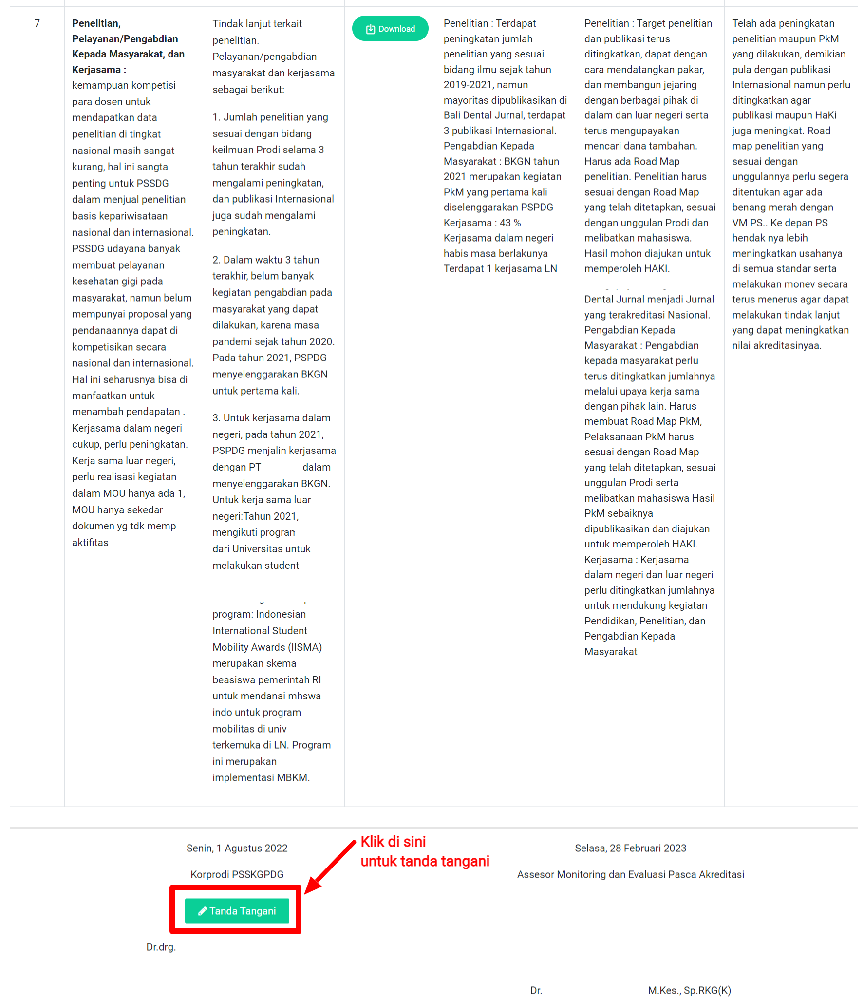 7
Penelitian,
Pelayanan/Pengabdian
Kepada Masyarakat, dan
Kerjasama :
kemampuan kompetisi
para dosen untuk
mendapatkan data
penelitian di tingkat
nasional masih sangat
kurang, hal ini sangta
penting untuk PSSDG
dalam menjual penelitian
basis kepariwisataan
nasional dan internasional.
PSSDG udayana banyak
membuat pelayanan
kesehatan gigi pada
masyarakat, namun belum
mempunyai proposal yang
pendanaannya dapat di
kompetisikan secara
nasional dan internasional.
Hal ini seharusnya bisa di
manfaatkan untuk
menambah pendapatan .
Kerjasama dalam negeri
cukup, perlu peningkatan.
Kerja sama luar negeri,
perlu realisasi kegiatan
dalam MOU hanya ada 1,
MOU hanya sekedar
dokumen yg tdk memp
aktifitas
Tindak lanjut terkait
penelitian.
Pelayanan/pengabdian
masyarakat dan kerjasama
sebagai berikut:
1. Jumlah penelitian yang
sesuai dengan bidang
keilmuan Prodi selama 3
tahun terakhir sudah
mengalami peningkatan,
dan publikasi Internasional
juga sudah mengalami
peningkatan.
2. Dalam waktu 3 tahun
terakhir, belum banyak
kegiatan pengabdian pada
masyarakat yang dapat
dilakukan, karena masa
pandemi sejak tahun 2020.
Pada tahun 2021, PSPDG
menyelenggarakan BKGN
untuk pertama kali.
3. Untuk kerjasama dalam
negeri, pada tahun 2021,
PSPDG menjalin kerjasama
dengan PT dalam
menyelenggarakan BKGN.
Untuk kerja sama luar
negeri:Tahun 2021,
mengikuti program
dari Universitas untuk
melakukan student
program: Indonesian
International Student
Mobility Awards (IISMA)
merupakan skema
beasiswa pemerintah RI
untuk mendanai mhswa
indo untuk program
mobilitas di univ
terkemuka di LN. Program
ini merupakan
implementasi MBKM.
Download
Penelitian : Terdapat
peningkatan jumlah
penelitian yang sesuai
bidang ilmu sejak tahun
2019-2021, namun
mayoritas dipublikasikan di
Bali Dental Jurnal, terdapat
3 publikasi Internasional.
Pengabdian Kepada
Masyarakat : BKGN tahun
2021 merupakan kegiatan
PkM yang pertama kali
diselenggarakan PSPDG
Kerjasama : 43 %
Kerjasama dalam negeri
habis masa berlakunya
Terdapat 1 kerjasama LN
Penelitian : Target penelitian
dan publikasi terus
ditingkatkan, dapat dengan
cara mendatangkan pakar,
dan membangun jejaring
dengan berbagai pihak di
dalam dan luar negeri serta
terus mengupayakan
mencari dana tambahan.
Harus ada Road Map
penelitian. Penelitian harus
sesuai dengan Road Map
yang telah ditetapkan, sesuai
dengan unggulan Prodi dan
melibatkan mahasiswa.
Hasil mohon diajukan untuk
memperoleh HAKI.
Dental Jurnal menjadi Jurnal
yang terakreditasi Nasional.
Pengabdian Kepada
Masyarakat : Pengabdian
kepada masyarakat perlu
terus ditingkatkan jumlahnya
melalui upaya kerja sama
dengan pihak lain. Harus
membuat Road Map PkM,
Pelaksanaan PkM harus
sesuai dengan Road Map
yang telah ditetapkan, sesuai
unggulan Prodi serta
melibatkan mahasiswa Hasil
PkM sebaiknya
dipublikasikan dan diajukan
untuk memperoleh HAKI.
Kerjasama : Kerjasama
dalam negeri dan luar negeri
perlu ditingkatkan jumlahnya
untuk mendukung kegiatan
Pendidikan, Penelitian, dan
Pengabdian Kepada
Masyarakat
Telah ada peningkatan
penelitian maupun PkM
yang dilakukan, demikian
pula dengan publikasi
Internasional namun perlu
ditingkatkan agar
publikasi maupun HaKi
juga meningkat. Road
map penelitian yang
sesuai dengan
unggulannya perlu segera
ditentukan agar ada
benang merah dengan
VM PS.. Ke depan PS
hendak nya lebih
meningkatkan usahanya
di semua standar serta
melakukan monev secara
terus menerus agar dapat
melakukan tindak lanjut
yang dapat meningkatkan
nilai akreditasinyaa.
Senin, 1 Agustus 2022
Korprodi PSSKGPDG
Klik di sini
untuk tanda tangani
Tanda Tangani
Dr.drg.
Selasa, 28 Februari 2023
Assesor Monitoring dan Evaluasi Pasca Akreditasi
Dr. M.Kes., Sp.RKG(K)